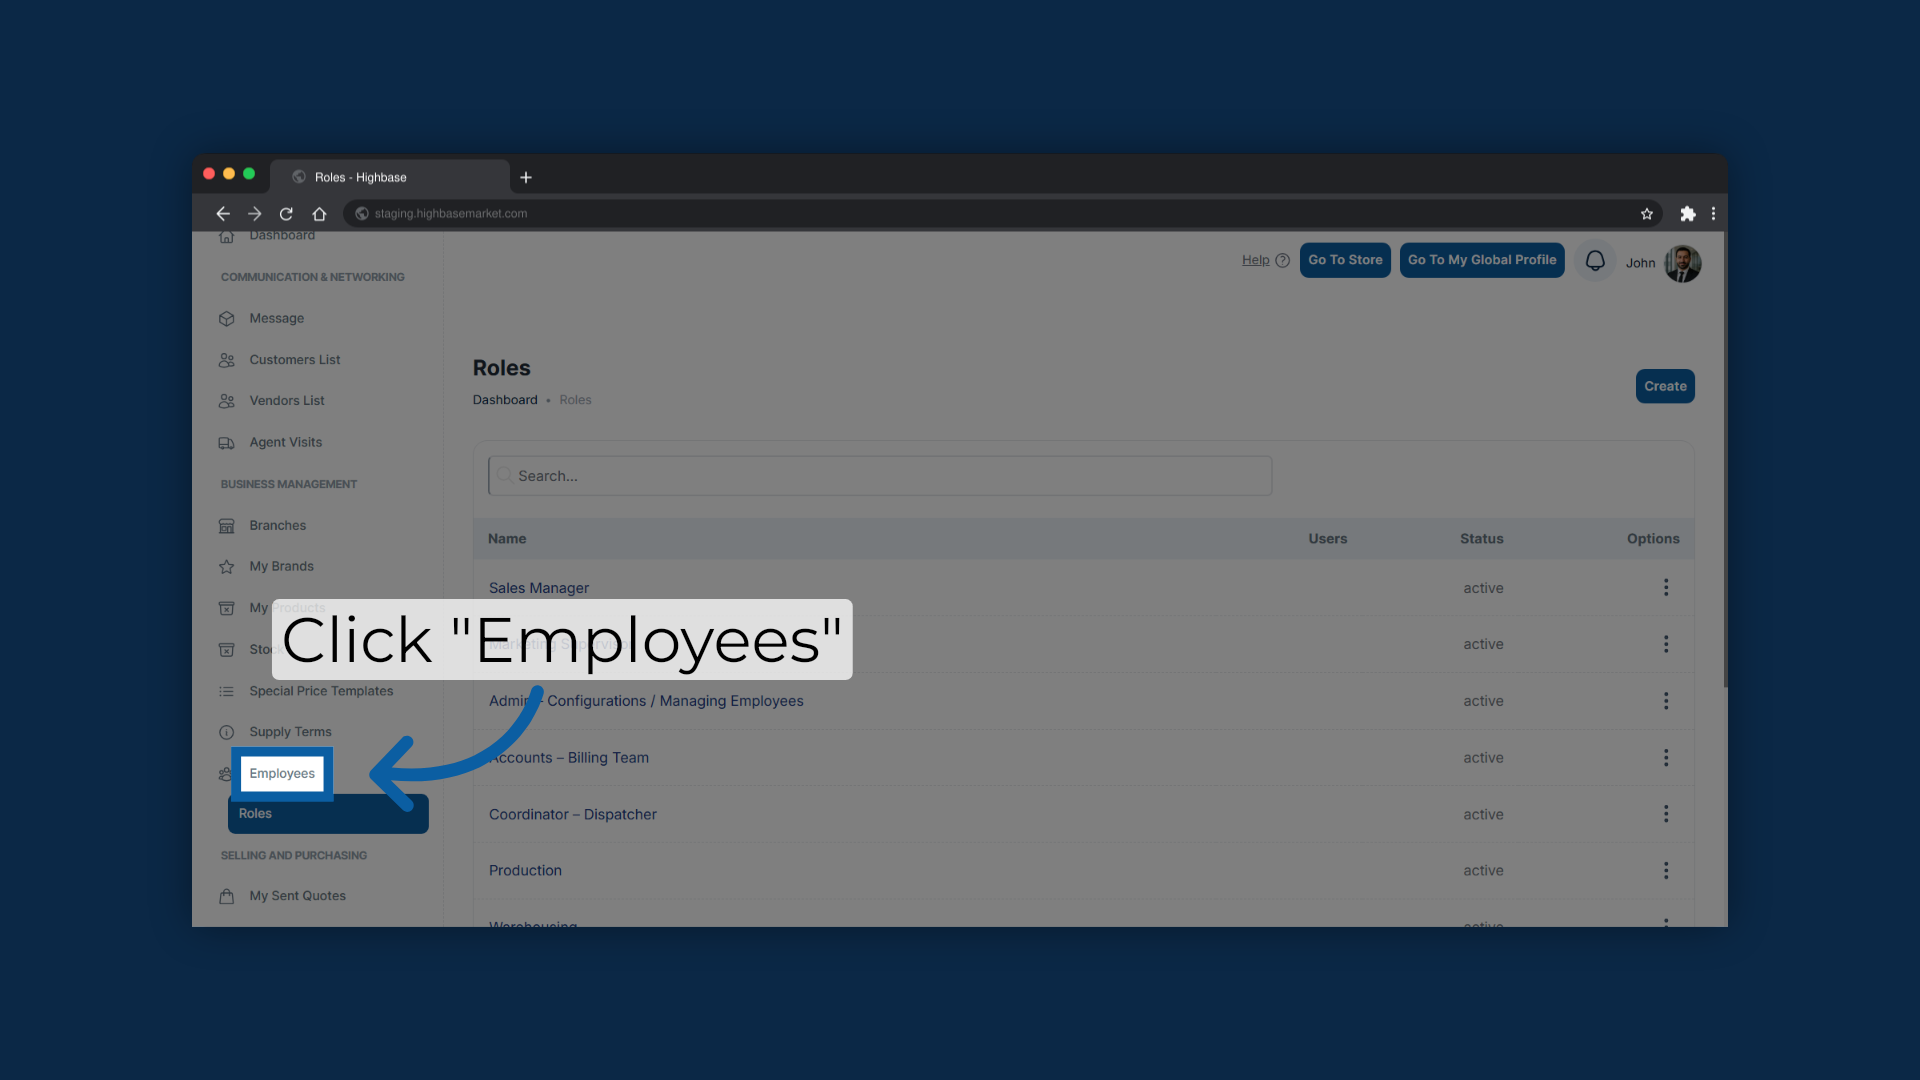 Roles - Highbase
staging.highbasemarket.com
Dashboard
COMMUNICATION & NETWORKING
Message
Customers List
Vendors List
Agent Visits
BUSINESS MANAGEMENT
Branches
My Brands
My Products
Stock
Special Price Templates
Supply Terms
Employees
Roles
SELLING AND PURCHASING
My Sent Quotes
Help
Go To Store
Go To My Global Profile
John
Roles
Dashboard • Roles
Create
Search...
Name Users Status Options
Sales Manager active
Marketing Supervisor active
Admin – Configurations / Managing Employees active
Accounts – Billing Team active
Coordinator – Dispatcher active
Production active
Warehousing active
Click "Employees"